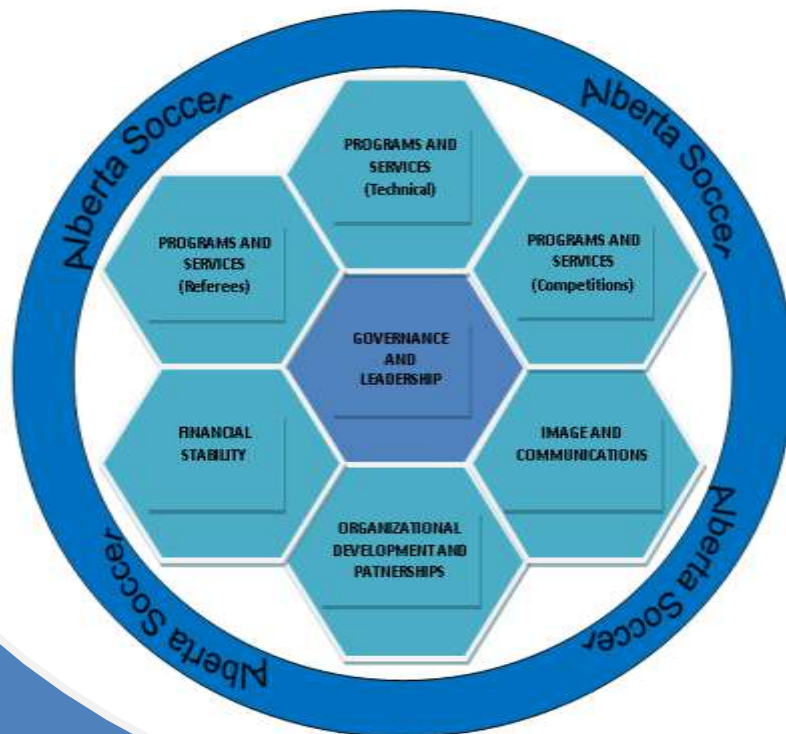 Alberta Soccer
Alberta Soccer
PROGRAMS AND
SERVICES
(Technical)
PROGRAMS AND
SERVICES
(Referees)
PROGRAMS AND
SERVICES
(Competitions)
GOVERNANCE
AND
LEADERSHIP
FINANCIAL
STABILITY
IMAGE AND
COMMUNICATIONS
ORGANIZATIONAL
DEVELOPMENT AND
PATNERSHIPS
Alberta Soccer
Alberta Soccer